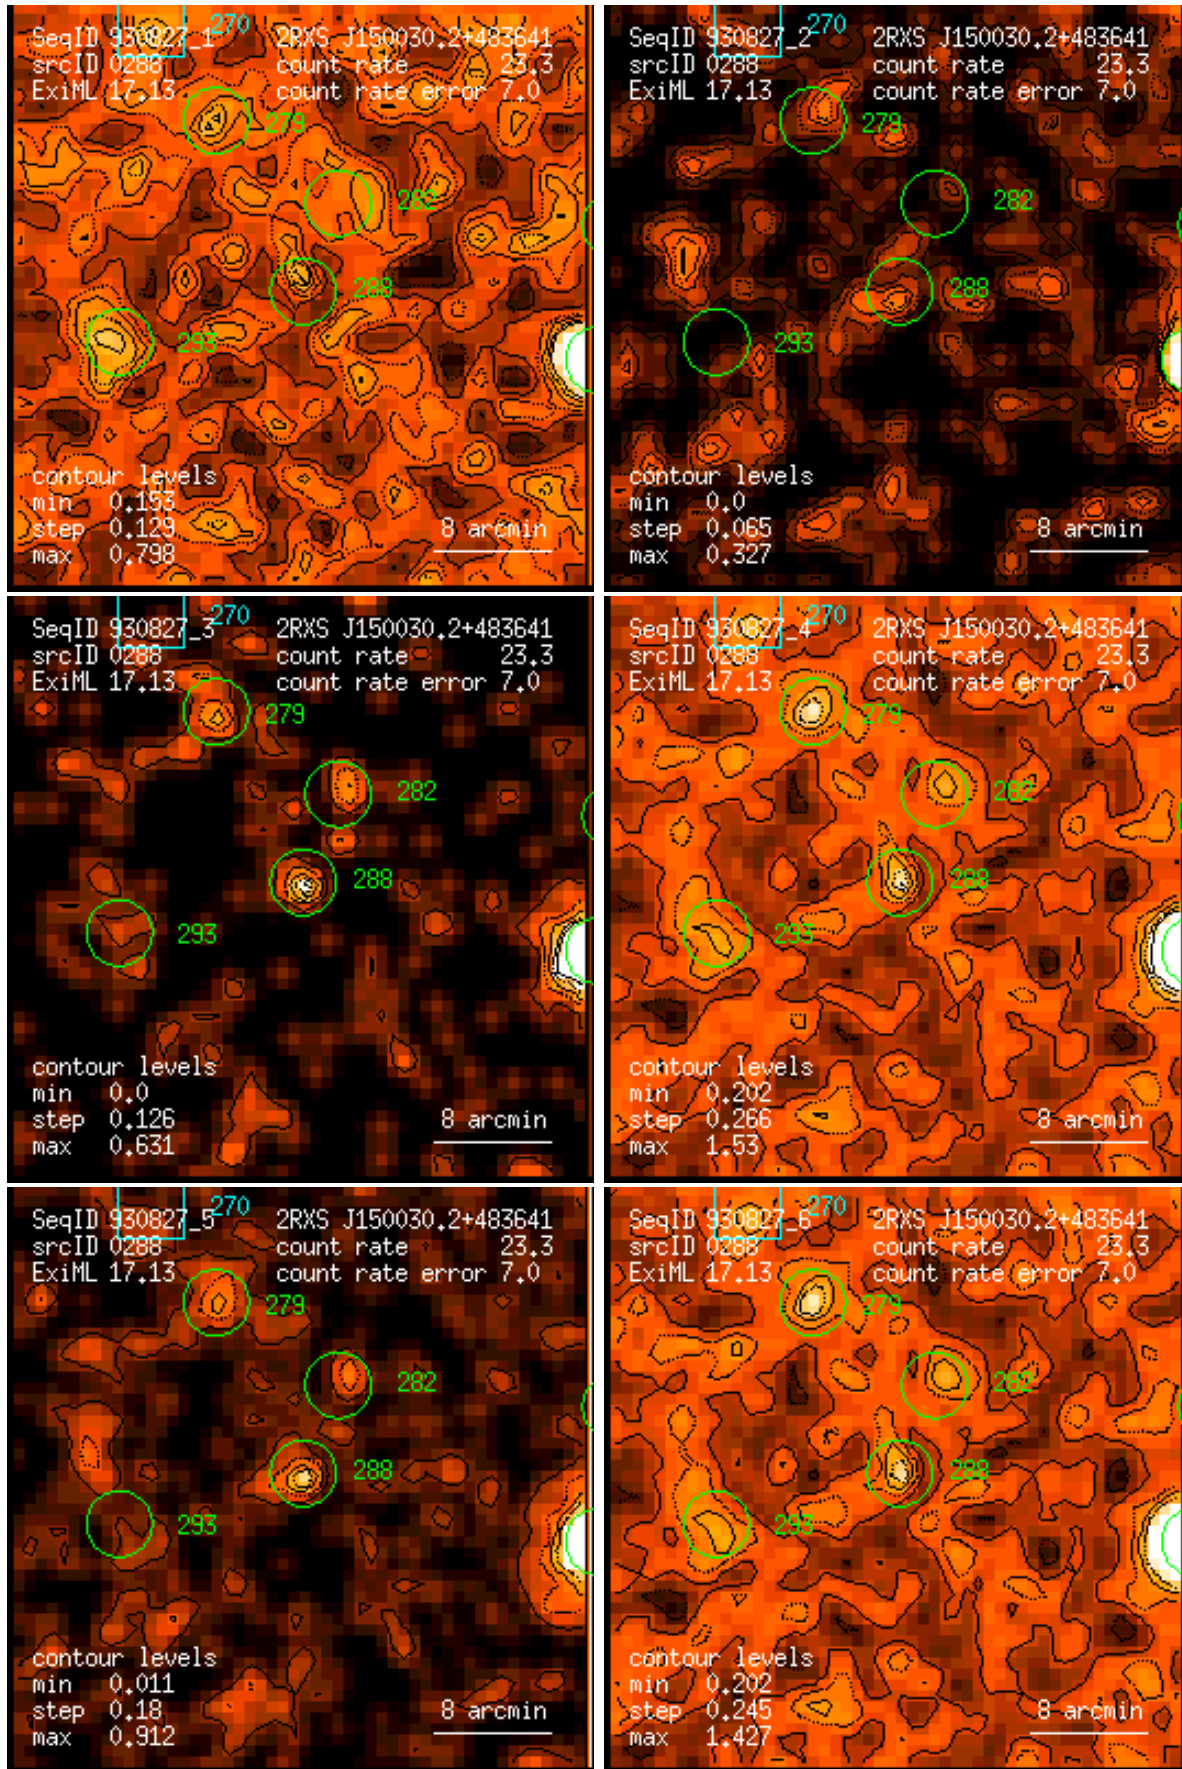 270
SeqID 930827_1 2RXS J150030.2+483641
srcID 0288 count rate 23.3
ExiML 17.13 count rate error 7.0
279
282
288
293
contour levels
min 0.153
step 0.129 8 arcmin
max 0.798
270
SeqID 930827_2 2RXS J150030.2+483641
srcID 0288 count rate 23.3
ExiML 17.13 count rate error 7.0
279
282
288
293
contour levels
min 0.0
step 0.065 8 arcmin
max 0.327
270
SeqID 930827_3 2RXS J150030.2+483641
srcID 0288 count rate 23.3
ExiML 17.13 count rate error 7.0
279
282
288
293
contour levels
min 0.0
step 0.126 8 arcmin
max 0.631
270
SeqID 930827_4 2RXS J150030.2+483641
srcID 0288 count rate 23.3
ExiML 17.13 count rate error 7.0
279
282
288
293
contour levels
min 0.202
step 0.266 8 arcmin
max 1.53
270
SeqID 930827_5 2RXS J150030.2+483641
srcID 0288 count rate 23.3
ExiML 17.13 count rate error 7.0
279
282
288
293
contour levels
min 0.011
step 0.18 8 arcmin
max 0.912
270
SeqID 930827_6 2RXS J150030.2+483641
srcID 0288 count rate 23.3
ExiML 17.13 count rate error 7.0
279
282
288
293
contour levels
min 0.202
step 0.245 8 arcmin
max 1.427